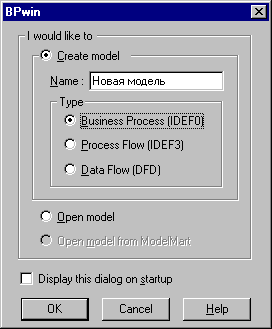 BPwin
I would like to
Create model
Name : Новая модель
Type
Business Process (IDEF0)
Process Flow (IDEF3)
Data Flow (DFD)
Open model
Open model from ModelMart
Display this dialog on startup
OK Cancel Help